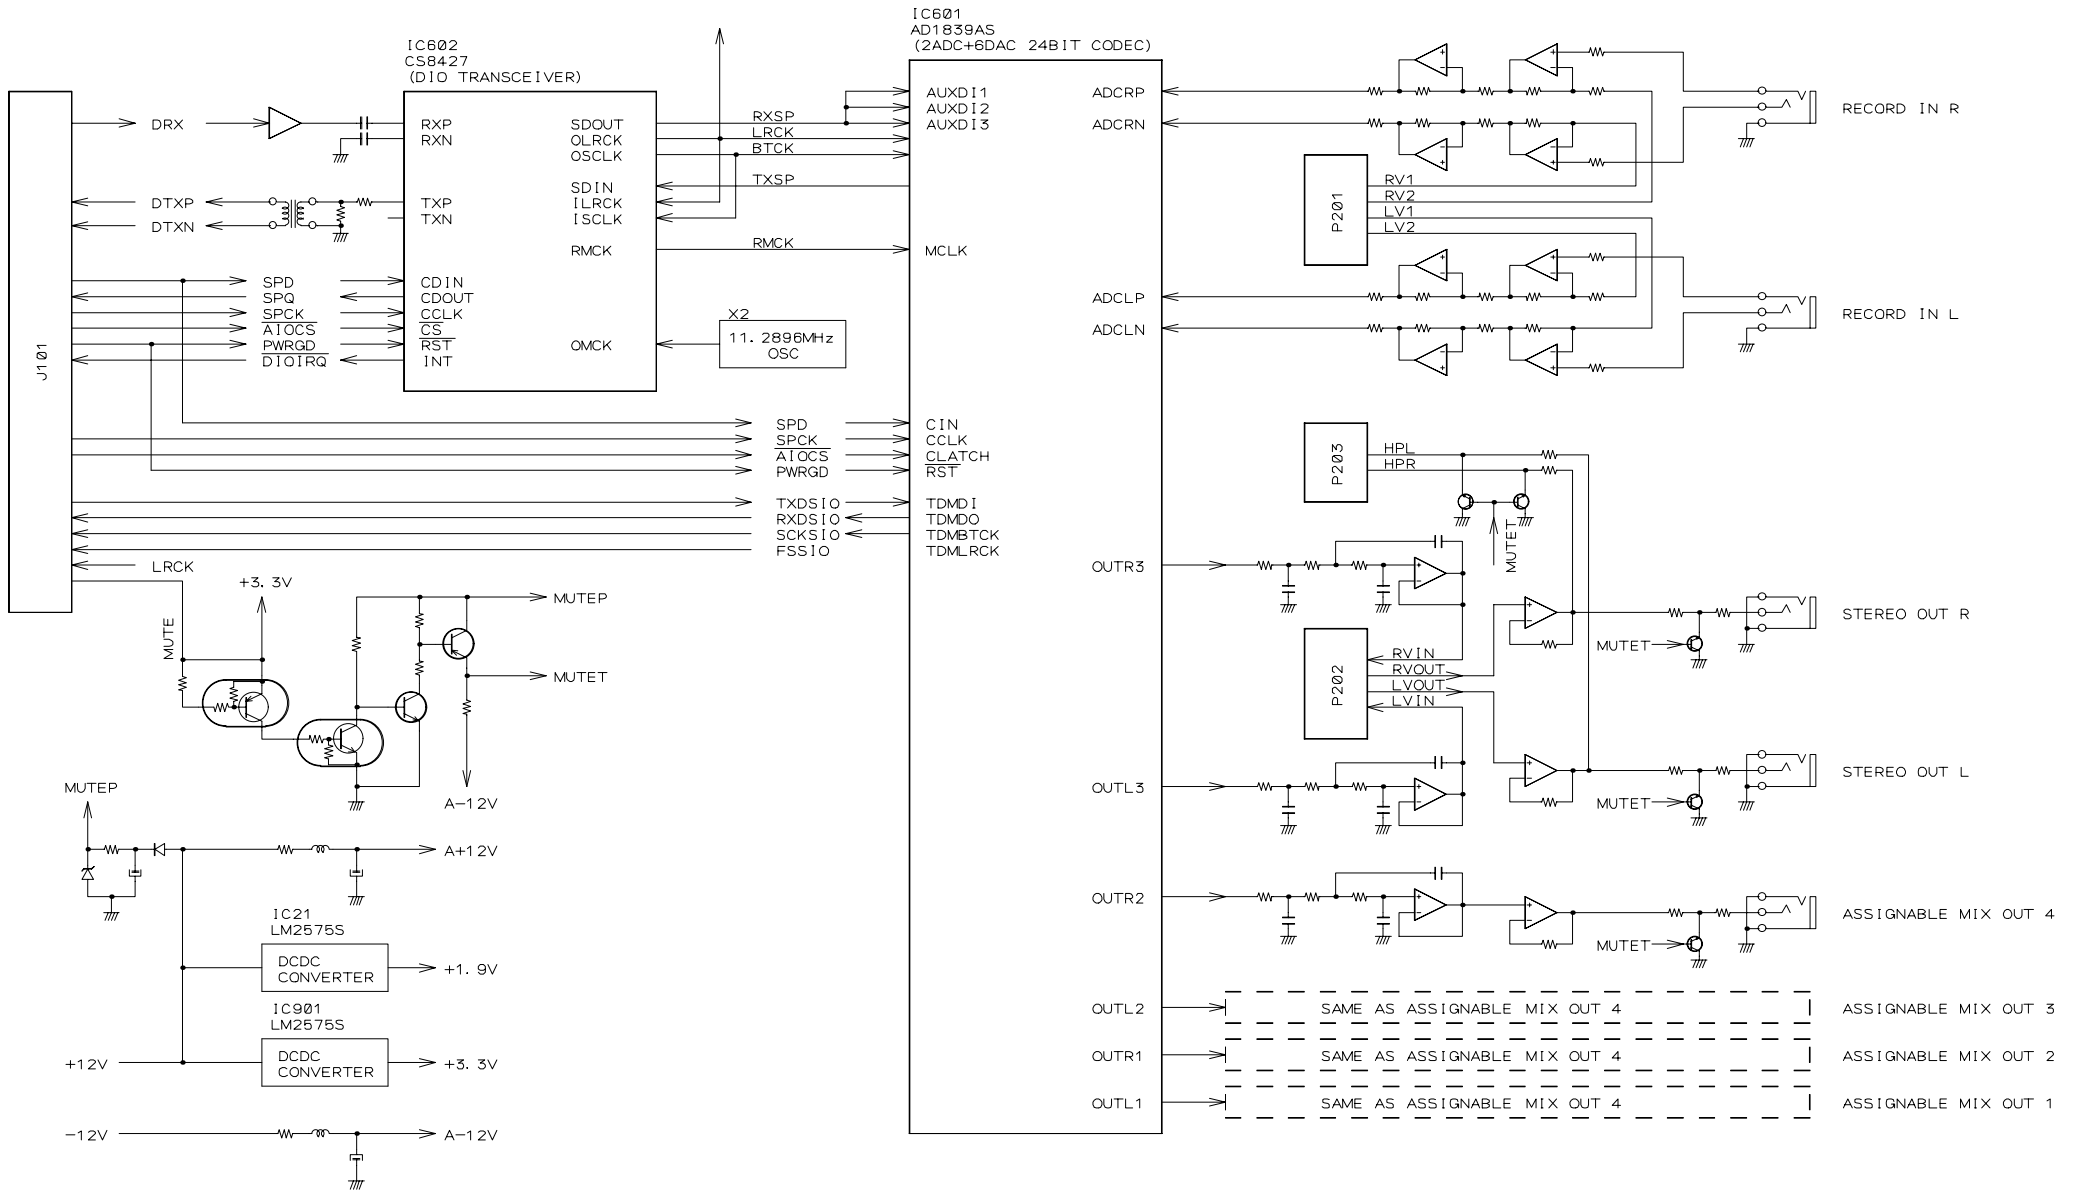 IC601
AD1839AS
(2ADC+6DAC 24BIT CODEC)
IC602
CS8427
(DIO TRANSCEIVER)
J101
DRX
DTXP
DTXN
SPD
SPQ
SPCK
AIOCS
PWRGD
DIOIRQ
RXP
RXN
TXP
TXN
CDIN
CDOUT
CCLK
CS
RST
INT
SDOUT
OLRCK
OSCLK
SDIN
ILRCK
ISCLK
RMCK
OMCK
RXSP
LRCK
BTCK
TXSP
RMCK
X2
11.2896MHz
OSC
AUXDI1
AUXDI2
AUXDI3
MCLK
ADCRP
ADCRN
ADCLP
ADCLN
P201
RV1
RV2
LV1
LV2
RECORD IN R
RECORD IN L
SPD
SPCK
AIOCS
PWRGD
TXDSIO
RXDSIO
SCKSIO
FSSIO
CIN
CCLK
CLATCH
RST
TDMDI
TDMDO
TDMBTCK
TDMLRCK
LRCK
P203
HPL
HPR
MUTET
OUTR3
P202
RVIN
RVOUT
LVOUT
LVIN
MUTET
STEREO OUT R
OUTL3
MUTET
STEREO OUT L
+3.3V
MUTE
MUTEP
MUTET
A-12V
MUTEP
A+12V
IC21
LM2575S
DCDC
CONVERTER
+1.9V
IC901
LM2575S
+12V
DCDC
CONVERTER
+3.3V
-12V
A-12V
OUTR2
MUTET
ASSIGNABLE MIX OUT 4
OUTL2
SAME AS ASSIGNABLE MIX OUT 4
ASSIGNABLE MIX OUT 3
OUTR1
SAME AS ASSIGNABLE MIX OUT 4
ASSIGNABLE MIX OUT 2
OUTL1
SAME AS ASSIGNABLE MIX OUT 4
ASSIGNABLE MIX OUT 1